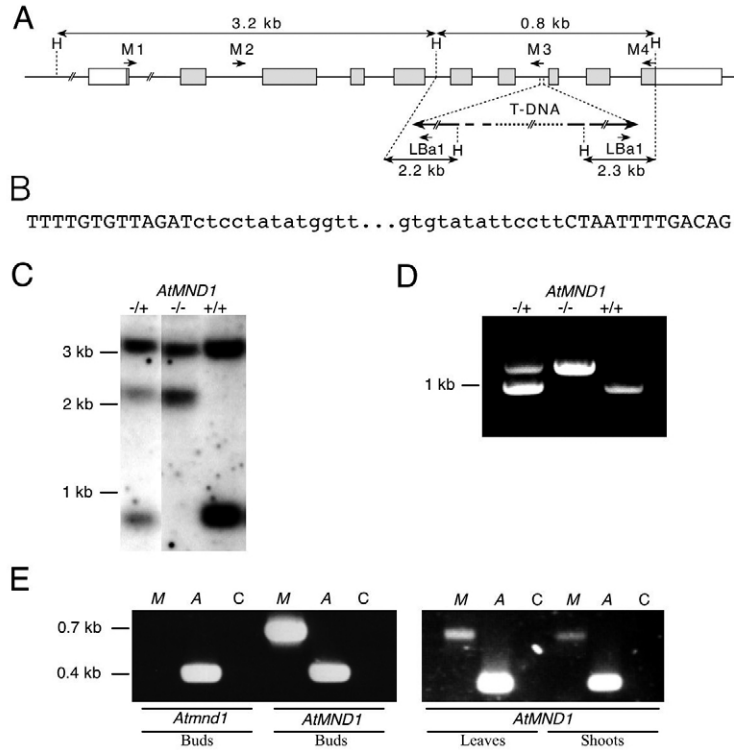 A
3.2 kb
0.8 kb
H
H
H
M1
M2
M3
M4
T-DNA
LBa1
H
H
LBa1
2.2 kb
2.3 kb
B
TTTTGTGTTAGATctcctatatggtt...gtgtatattccttCTAATTTTGACAG
C
AtMND1
-/+ -/- +/+
3 kb
2 kb
1 kb
D
AtMND1
-/+ -/- +/+
1 kb
E
M A C M A C
M A C M A C
0.7 kb
0.4 kb
Atmnd1
AtMND1
AtMND1
Buds
Buds
Leaves
Shoots